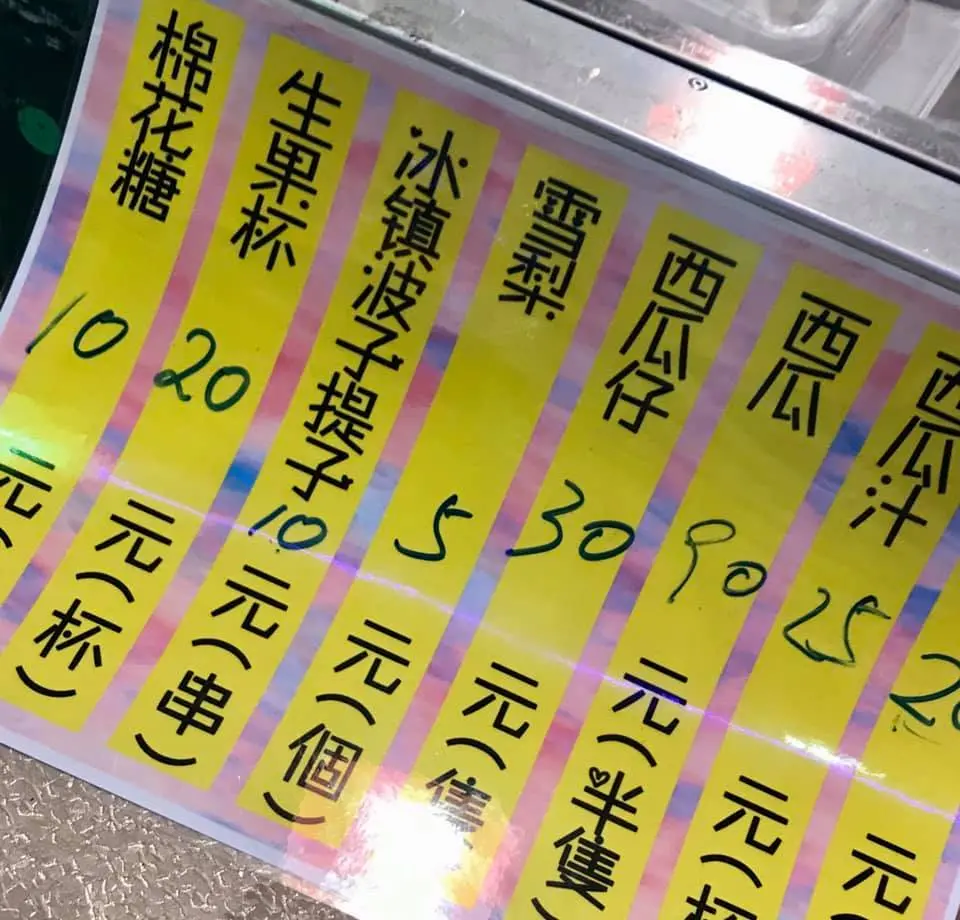 元
西瓜汁 25 元(杯
西瓜 90 元(半隻)
西瓜仔 30 元(隻
雪梨 5 元(個)
冰镇波子提子 10 元(串)
生果杯 20 元(杯)
棉花糖 10 元(